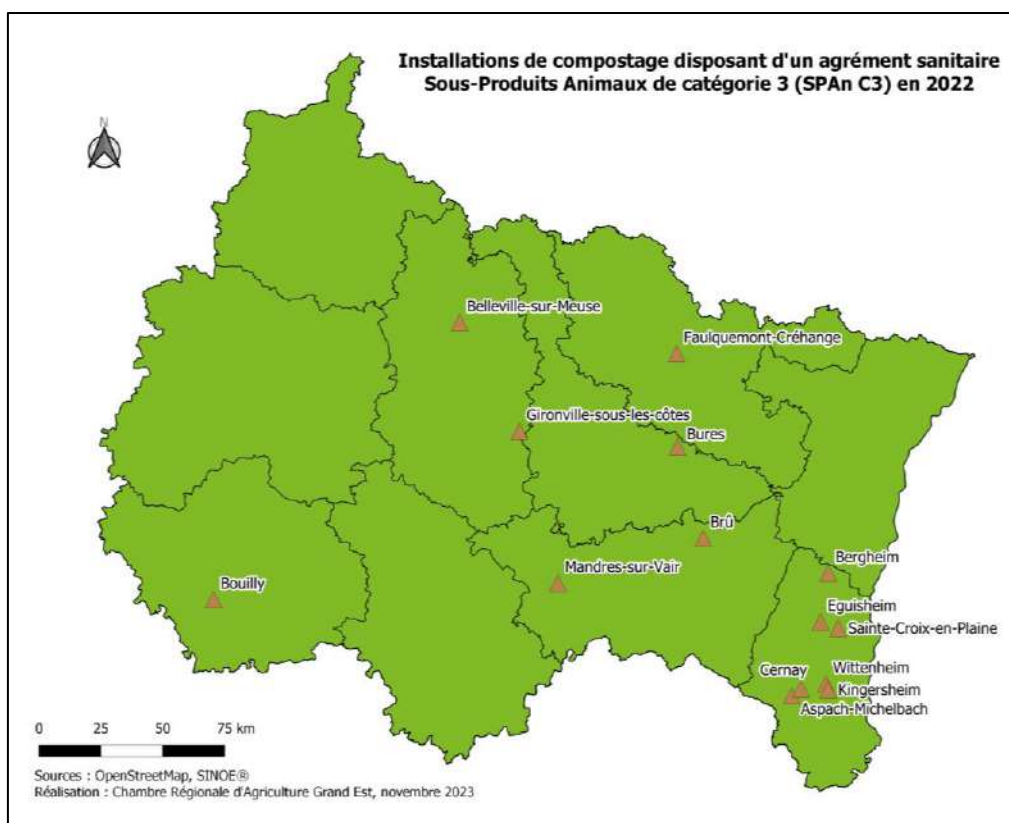 Installations de compostage disposant d'un agrément sanitaire
Sous-Produits Animaux de catégorie 3 (SPAn C3) en 2022
N
Belleville-sur-Meuse
Faulquemont-Créhange
Gironville-sous-les-côtes
Bures
Brû
Mandres-sur-Vair
Bergheim
Bouilly
Eguisheim
Sainte-Croix-en-Plaine
Cernay
Wittenheim
Kingersheim
Aspach-Michelbach
0 25 50 75 km
Sources : OpenStreetMap, SINOE®
Réalisation : Chambre Régionale d'Agriculture Grand Est, novembre 2023